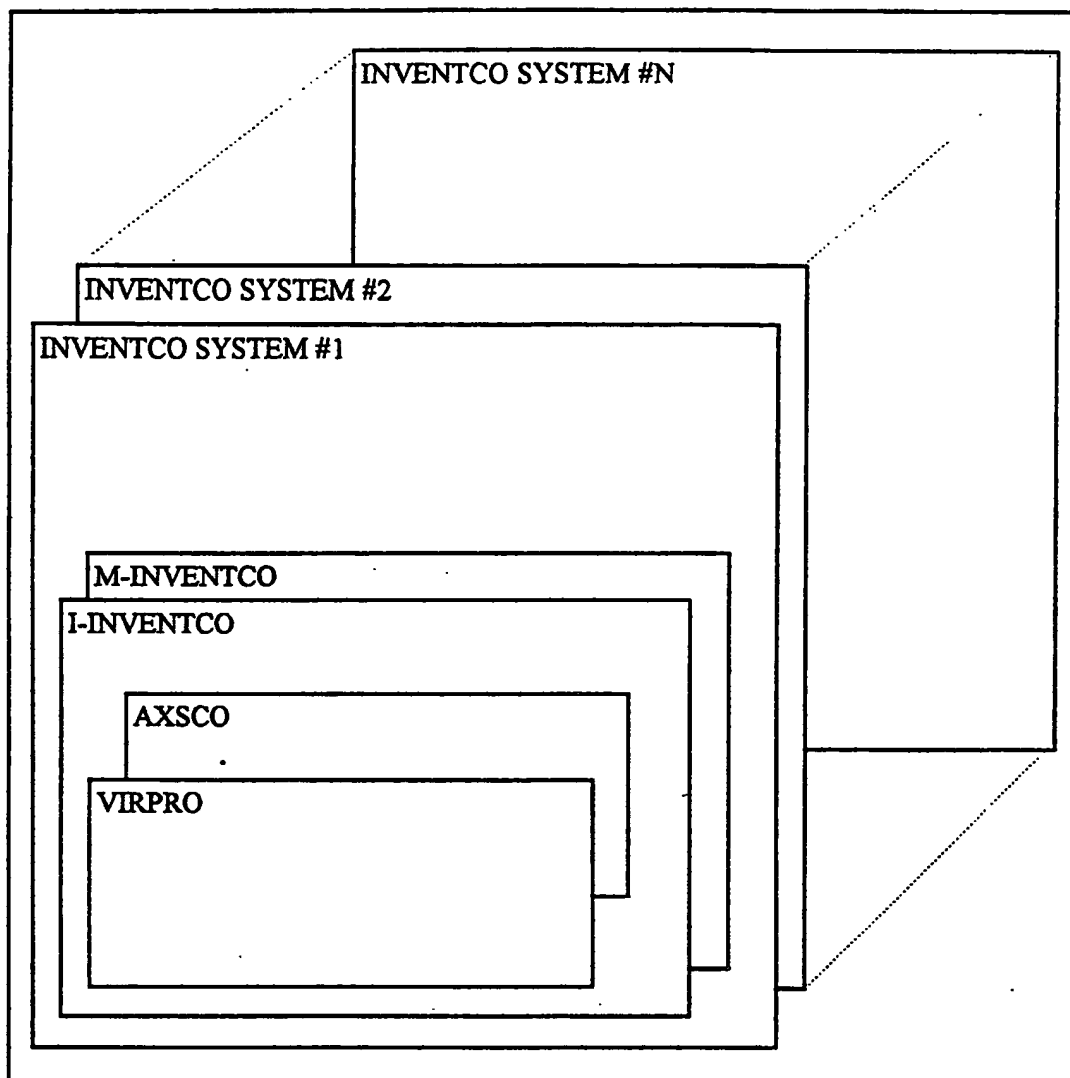 INVENTCO SYSTEM #N
INVENTCO SYSTEM #2
INVENTCO SYSTEM #1
M-INVENTCO
I-INVENTCO
AXSCO
VIRPRO